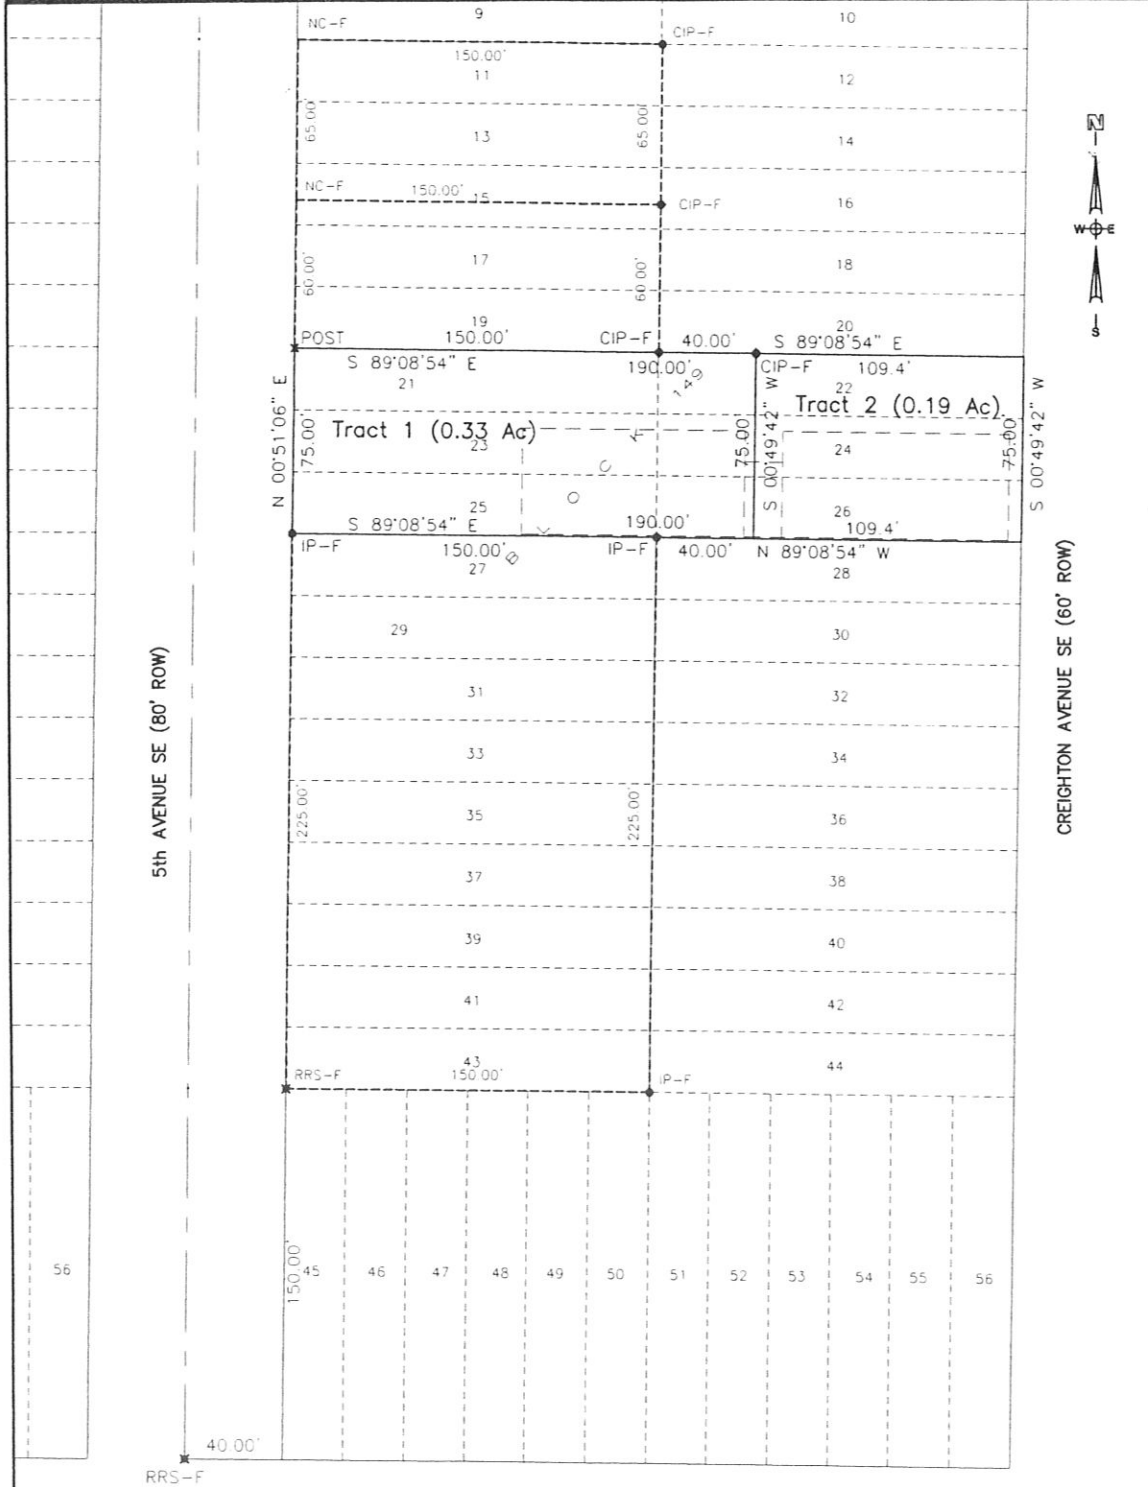 9
10
NC-F
CIP-F
150.00'
11
12
65.00'
65.00'
13
14
NC-F
150.00'
15
CIP-F
16
17
18
60.00'
60.00'
19
20
POST
150.00'
CIP-F
40.00'
S 89°08'54" E
S 89°08'54" E
190.00'
CIP-F
109.4'
21
22
149
Tract 1 (0.33 Ac)
Tract 2 (0.19 Ac)
N 00°51'06" E
75.00'
75.00'
S 00°49'42" W
75.00'
S 00°49'42" W
23
24
BLOCK
25
26
S 89°08'54" E
190.00'
109.4'
IP-F
150.00'
IP-F
40.00'
N 89°08'54" W
27
28
29
30
31
32
33
34
225.00'
225.00'
35
36
37
38
39
40
41
42
43
44
5th AVENUE SE (80' ROW)
CREIGHTON AVENUE SE (60' ROW)
N
W E
S
RRS-F
150.00'
IP-F
56
150.00'
45 46 47 48 49 50 51 52 53 54 55 56
40.00'
RRS-F